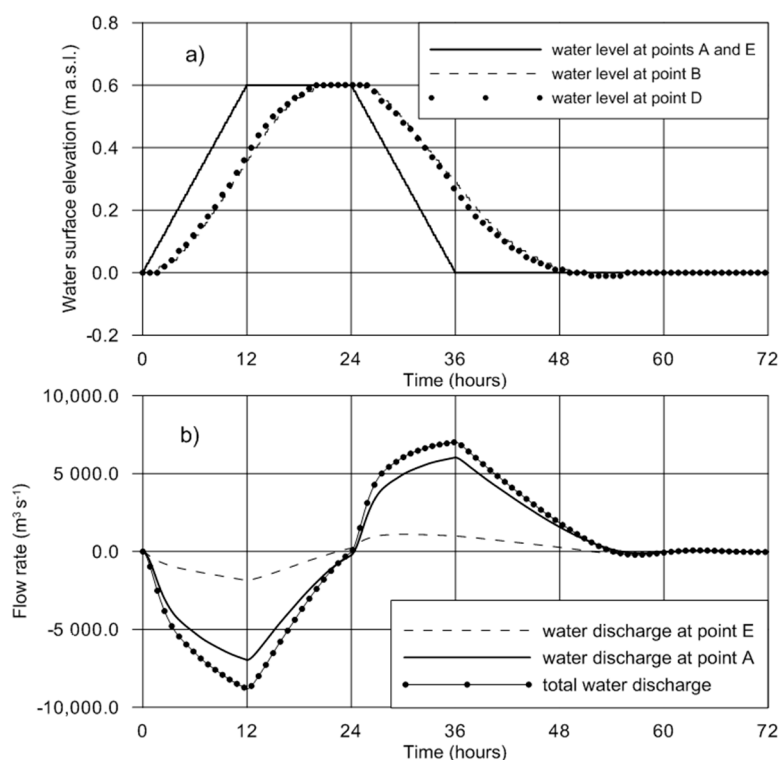 a)
water level at points A and E
water level at point B
water level at point D
Water surface elevation (m a.s.l.)
0.8
0.6
0.4
0.2
0.0
-0.2
0 12 24 36 48 60 72
Time (hours)
b)
Flow rate (m³ s⁻¹)
10,000.0
5 000.0
0.0
-5 000.0
-10,000.0
water discharge at point E
water discharge at point A
total water discharge
0 12 24 36 48 60 72
Time (hours)